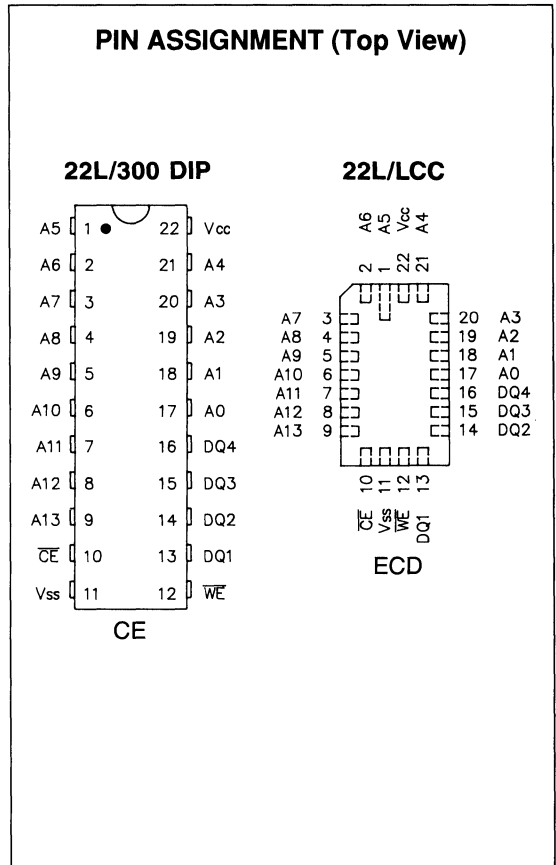 PIN ASSIGNMENT (Top View)
22L/300 DIP
A5 1 22 Vcc
A6 2 21 A4
A7 3 20 A3
A8 4 19 A2
A9 5 18 A1
A10 6 17 A0
A11 7 16 DQ4
A12 8 15 DQ3
A13 9 14 DQ2
C̅E̅ 10 13 DQ1
Vss 11 12 W̅E̅
CE
22L/LCC
A6 A5 Vcc A4
2 1 22 21
A7 3 20 A3
A8 4 19 A2
A9 5 18 A1
A10 6 17 A0
A11 7 16 DQ4
A12 8 15 DQ3
A13 9 14 DQ2
10 11 12 13
C̅E̅ Vss W̅E̅ DQ1
ECD